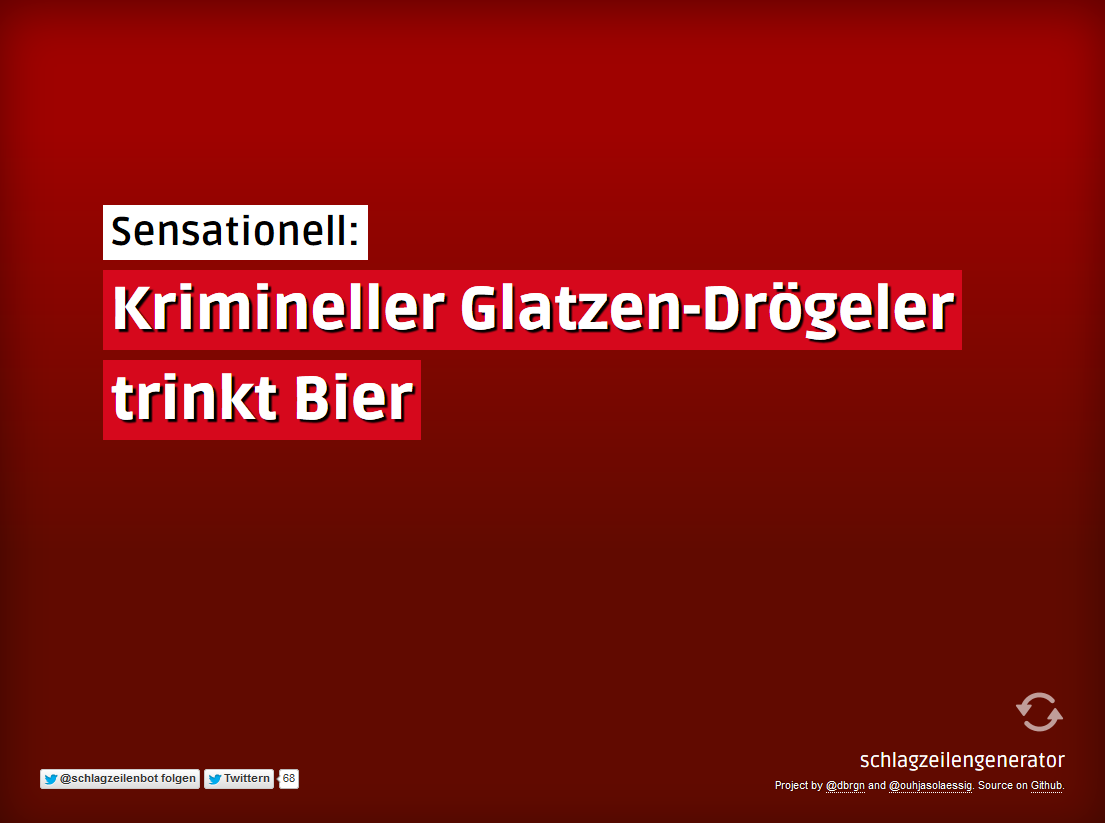 Sensationell:
Krimineller Glatzen-Drögeler
trinkt Bier
schlagzeilengenerator
@schlagzeilenbot folgen Twittern 68
Project by @dbrgn and @ouhjasolaessig. Source on Github.